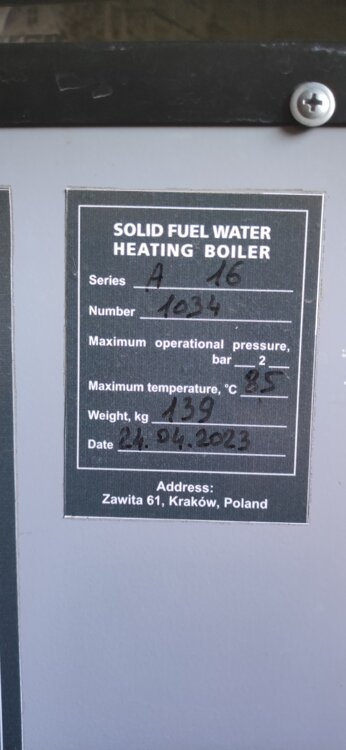 SOLID FUEL WATER
HEATING BOILER
Series A 16
Number 1034
Maximum operational pressure,
bar 2
Maximum temperature, °C 85
Weight, kg 139
Date 24.04.2023
Address:
Zawita 61, Kraków, Poland